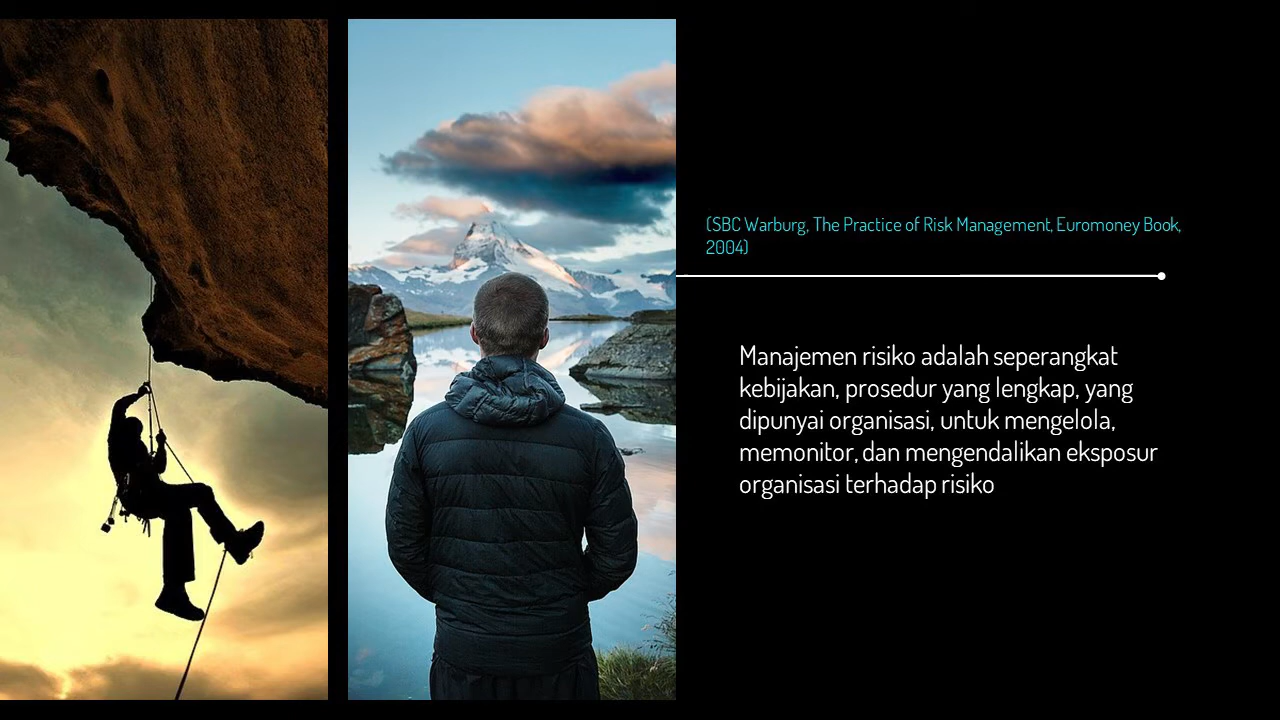 (SBC Warburg, The Practice of Risk Management, Euromoney Book,
2004)
Manajemen risiko adalah seperangkat
kebijakan, prosedur yang lengkap, yang
dipunyai organisasi, untuk mengelola,
memonitor, dan mengendalikan eksposur
organisasi terhadap risiko